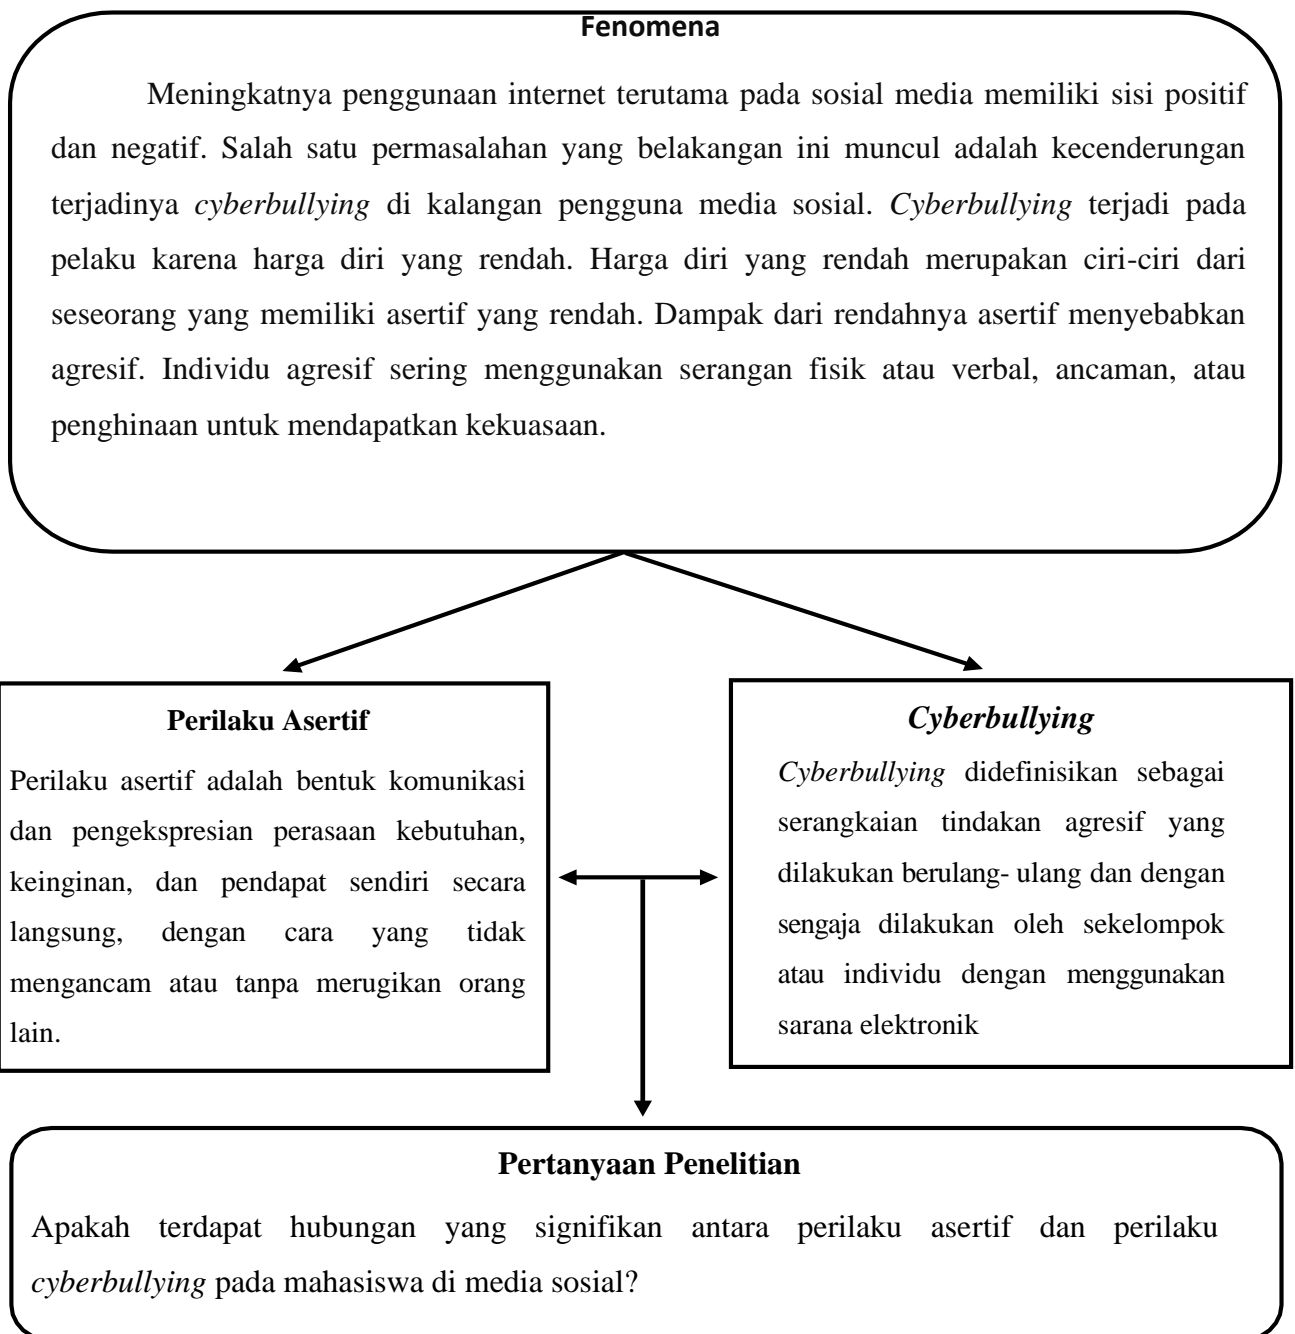 Fenomena
Meningkatnya penggunaan internet terutama pada sosial media memiliki sisi positif
dan negatif. Salah satu permasalahan yang belakangan ini muncul adalah kecenderungan
terjadinya cyberbullying di kalangan pengguna media sosial. Cyberbullying terjadi pada
pelaku karena harga diri yang rendah. Harga diri yang rendah merupakan ciri-ciri dari
seseorang yang memiliki asertif yang rendah. Dampak dari rendahnya asertif menyebabkan
agresif. Individu agresif sering menggunakan serangan fisik atau verbal, ancaman, atau
penghinaan untuk mendapatkan kekuasaan.
Perilaku Asertif
Perilaku asertif adalah bentuk komunikasi
dan pengekspresian perasaan kebutuhan,
keinginan, dan pendapat sendiri secara
langsung, dengan cara yang tidak
mengancam atau tanpa merugikan orang
lain.
Cyberbullying
Cyberbullying didefinisikan sebagai
serangkaian tindakan agresif yang
dilakukan berulang- ulang dan dengan
sengaja dilakukan oleh sekelompok
atau individu dengan menggunakan
sarana elektronik
Pertanyaan Penelitian
Apakah terdapat hubungan yang signifikan antara perilaku asertif dan perilaku
cyberbullying pada mahasiswa di media sosial?